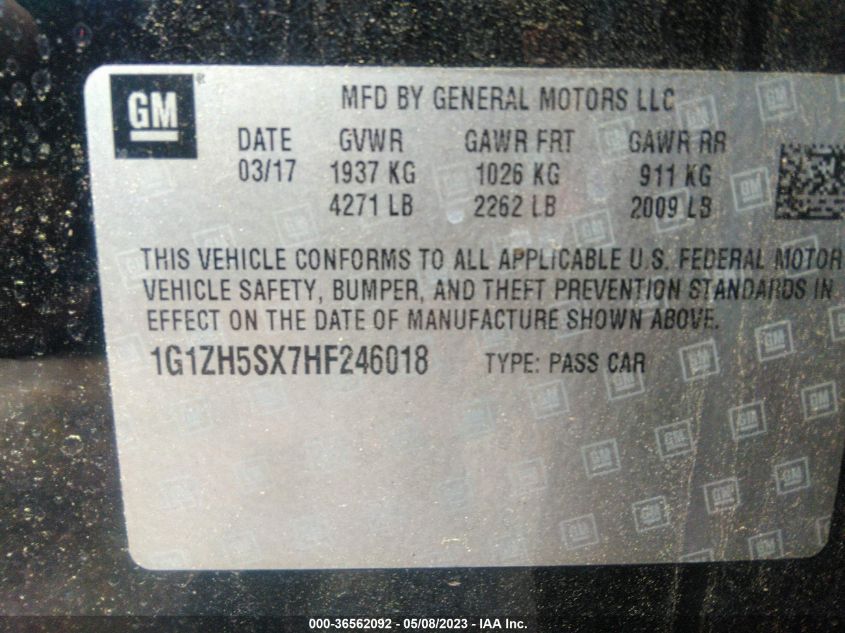 GM® MFD BY GENERAL MOTORS LLC
DATE GVWR GAWR FRT GAWR RR
03/17 1937 KG 1026 KG 911 KG
4271 LB 2262 LB 2009 LB
THIS VEHICLE CONFORMS TO ALL APPLICABLE U.S. FEDERAL MOTOR
VEHICLE SAFETY, BUMPER, AND THEFT PREVENTION STANDARDS IN
EFFECT ON THE DATE OF MANUFACTURE SHOWN ABOVE.
1G1ZH5SX7HF246018 TYPE: PASS CAR
000-36562092 - 05/08/2023 - IAA Inc.